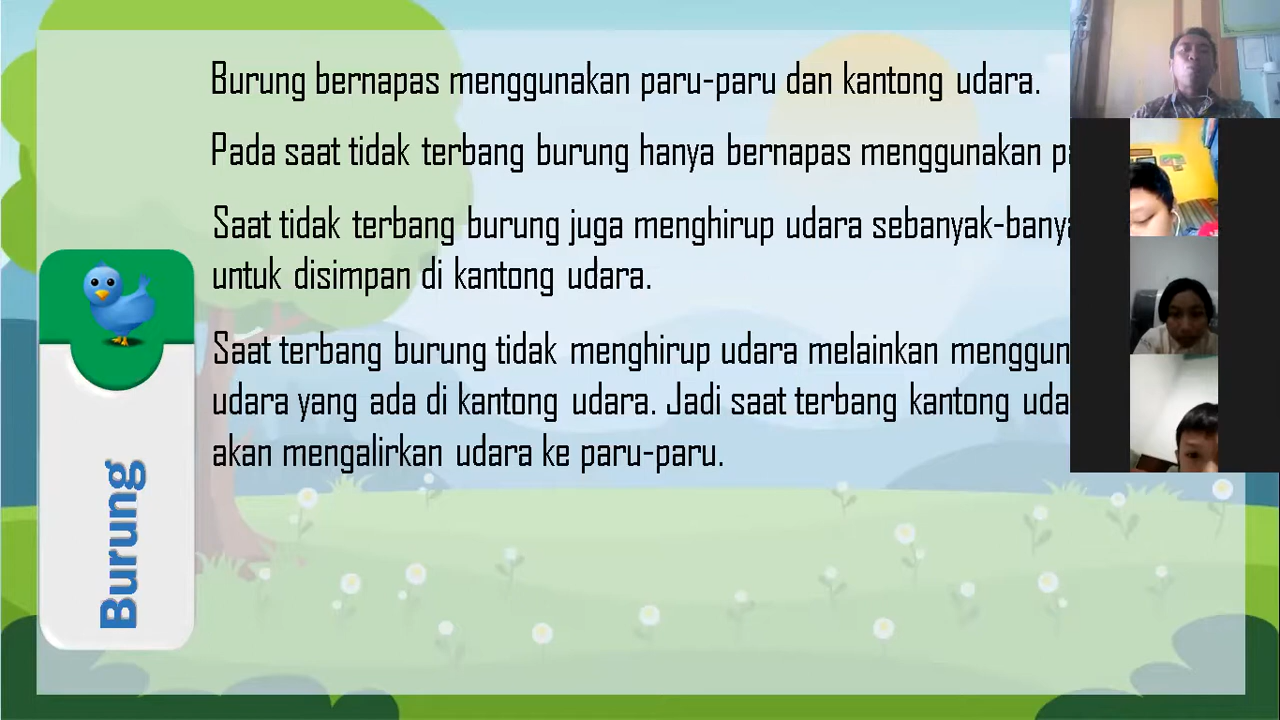 Burung bernapas menggunakan paru-paru dan kantong udara.
Pada saat tidak terbang burung hanya bernapas menggunakan
Saat tidak terbang burung juga menghirup udara
untuk disimpan di kantong udara.
Saat terbang burung tidak menghirup udara melainkan
udara yang ada di kantong udara. Jadi saat terbang kantong
akan mengalirkan udara ke paru-paru.
Burung